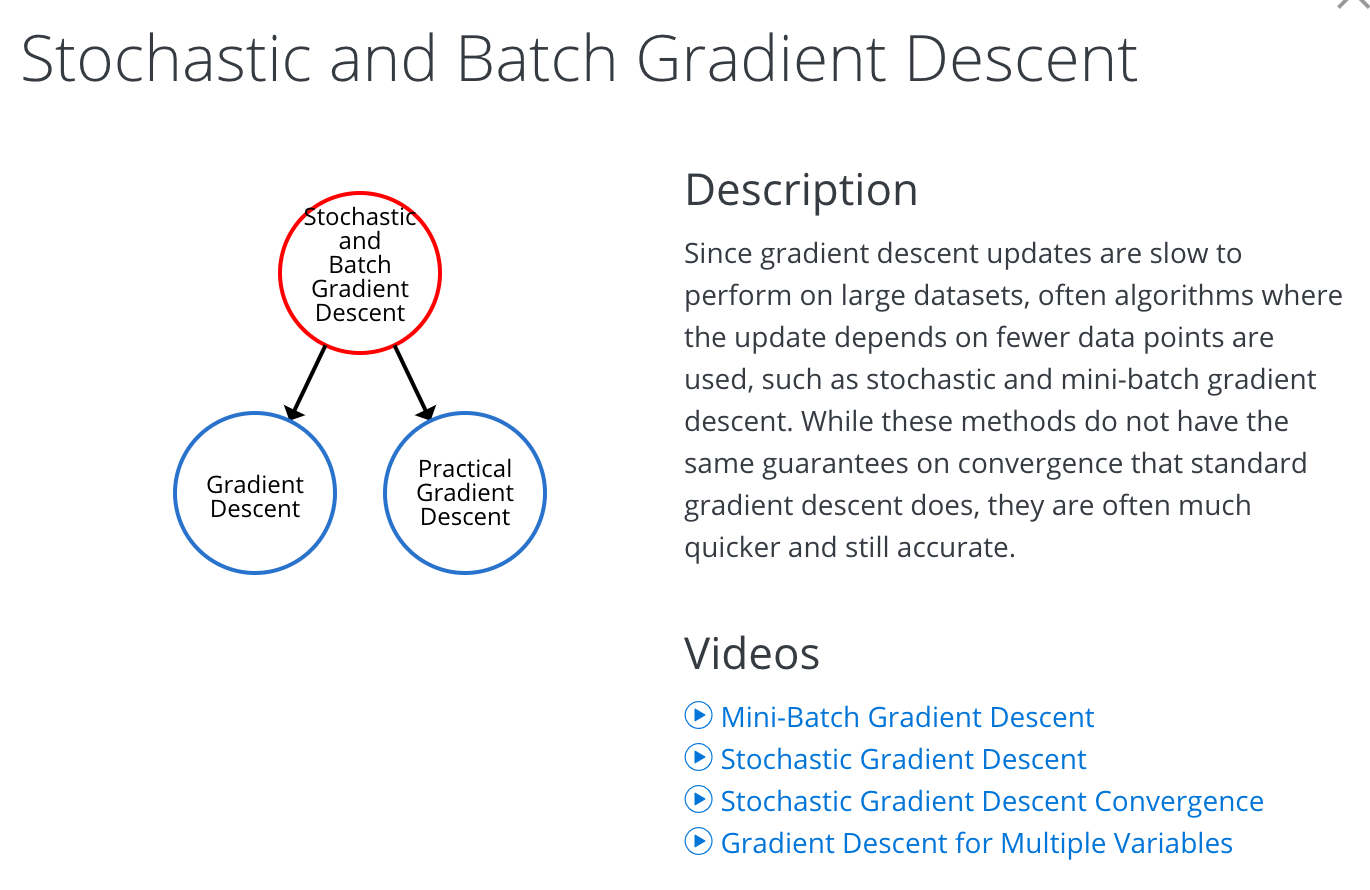 Stochastic and Batch Gradient Descent
Stochastic
and
Batch
Gradient
Descent
Gradient
Descent
Practical
Gradient
Descent
Description
Since gradient descent updates are slow to
perform on large datasets, often algorithms where
the update depends on fewer data points are
used, such as stochastic and mini-batch gradient
descent. While these methods do not have the
same guarantees on convergence that standard
gradient descent does, they are often much
quicker and still accurate.
Videos
Mini-Batch Gradient Descent
Stochastic Gradient Descent
Stochastic Gradient Descent Convergence
Gradient Descent for Multiple Variables